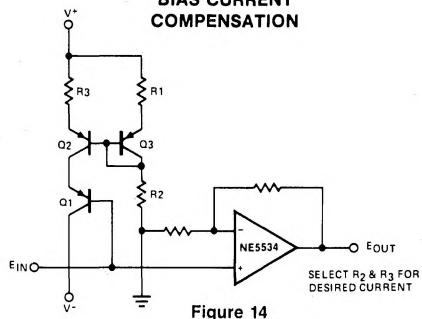 BIAS CURRENT
COMPENSATION
V+
R3
R1
Q2
Q3
R2
Q1
−
NE5534
+
EIN
EOUT
SELECT R2 & R3 FOR
DESIRED CURRENT
V-
Figure 14